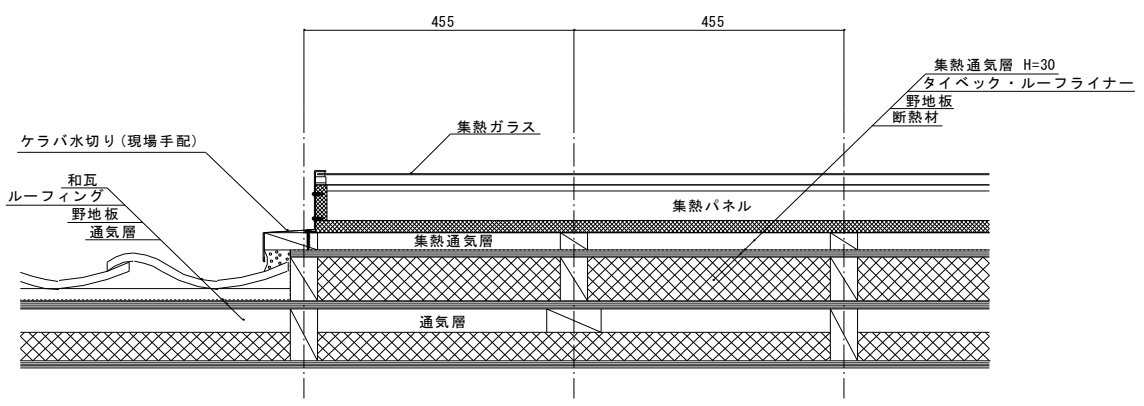 455
455
集熱通気層 H=30
タイベック・ルーフライナー
野地板
断熱材
集熱ガラス
ケラバ水切り(現場手配)
和瓦
ルーフィング
野地板
通気層
集熱パネル
集熱通気層
通気層